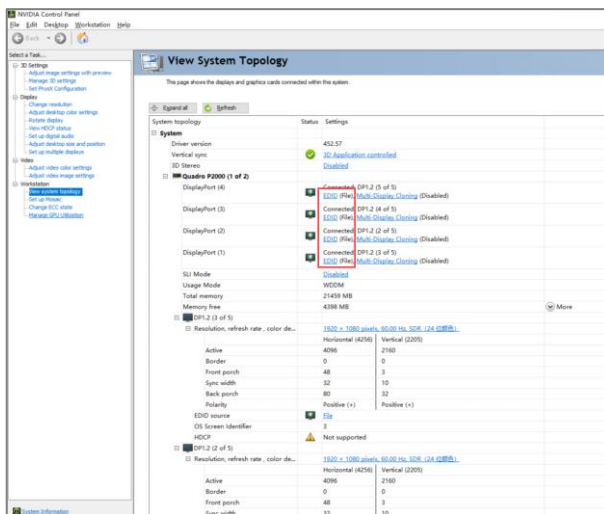 NVIDIA Control Panel
File Edit Desktop Workstation Help
Back
Select a Task...
3D Settings
Adjust image settings with preview
Manage 3D settings
Set PhysX Configuration
Display
Change resolution
Adjust desktop color settings
Rotate display
View HDCP status
Set up digital audio
Adjust desktop size and position
Set up multiple displays
Video
Adjust video color settings
Adjust video image settings
Workstation
View system topology
Set up Mosaic
Change ECC state
Manage GPU Utilization
System Information
View System Topology
This page shows the displays and graphics cards connected within this system.
Expand all Refresh
System topology Status Settings
System
Driver version 452.57
Vertical sync 3D Application controlled
3D Stereo Disabled
Quadro P2000 (1 of 2)
DisplayPort (4) Connected, DP1.2 (5 of 5)
EDID (File), Multi-Display Cloning (Disabled)
DisplayPort (3) Connected, DP1.2 (4 of 5)
EDID (File), Multi-Display Cloning (Disabled)
DisplayPort (2) Connected, DP1.2 (2 of 5)
EDID (File), Multi-Display Cloning (Disabled)
DisplayPort (1) Connected, DP1.2 (3 of 5)
EDID (File), Multi-Display Cloning (Disabled)
SLI Mode Disabled
Usage Mode WDDM
Total memory 21459 MB
Memory free 4398 MB More
DP1.2 (3 of 5)
Resolution, refresh rate , color de... 1920 × 1080 pixels, 60.00 Hz, SDR (24 位颜色)
Horizontal (4256) Vertical (2205)
Active 4096 2160
Border 0 0
Front porch 48 3
Sync width 32 10
Back porch 80 32
Polarity Positive (+) Positive (+)
EDID source File
OS Screen Identifier 3
HDCP Not supported
DP1.2 (2 of 5)
Resolution, refresh rate , color de... 1920 × 1080 pixels, 60.00 Hz, SDR (24 位颜色)
Horizontal (4256) Vertical (2205)
Active 4096 2160
Border 0 0
Front porch 48 3
Sync width 32 10